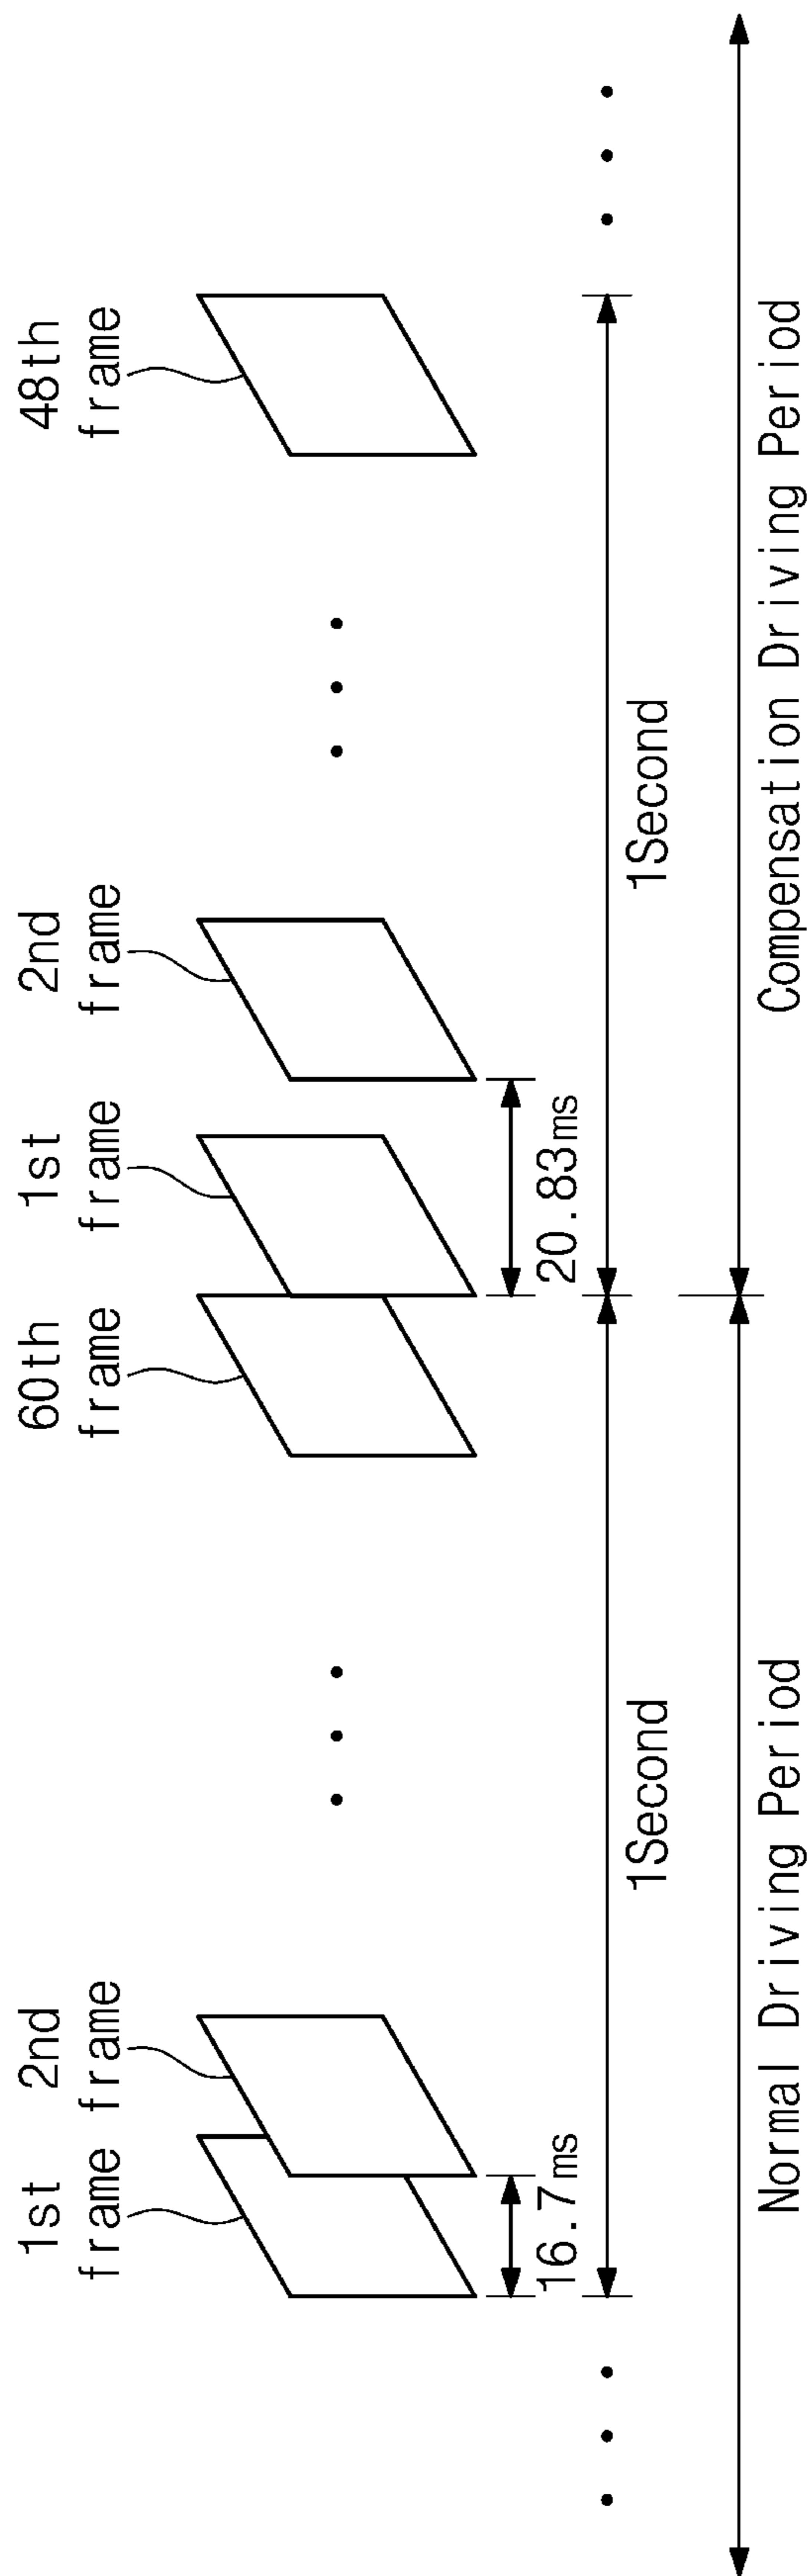 1st
frame
2nd
frame
60th
frame
1st
frame
2nd
frame
48th
frame
16.7ms
20.83ms
1Second
1Second
Normal Driving Period
Compensation Driving Period